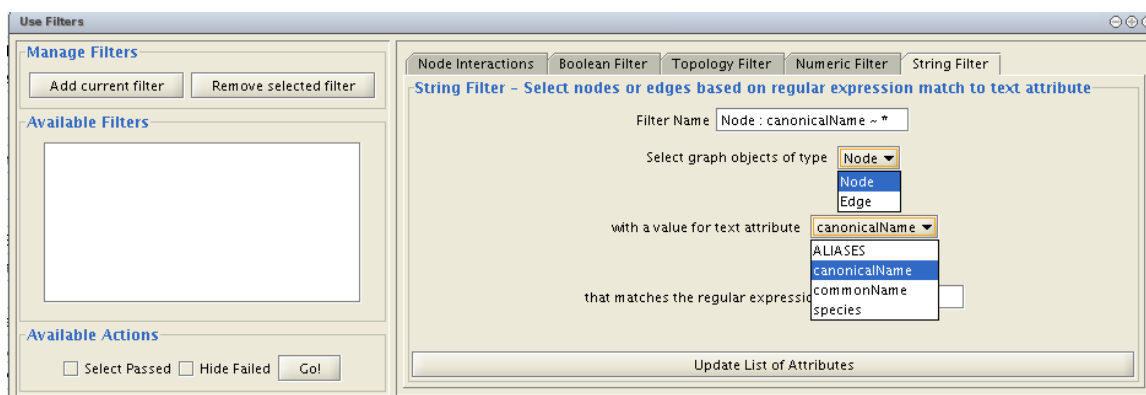 Use Filters
Manage Filters
Add current filter Remove selected filter
Available Filters
Available Actions
Select Passed Hide Failed Go!
Node Interactions Boolean Filter Topology Filter Numeric Filter String Filter
String Filter - Select nodes or edges based on regular expression match to text attribute
Filter Name Node : canonicalName ~ *
Select graph objects of type Node
Node
Edge
with a value for text attribute canonicalName
ALIASES
canonicalName
commonName
species
that matches the regular
Update List of Attributes